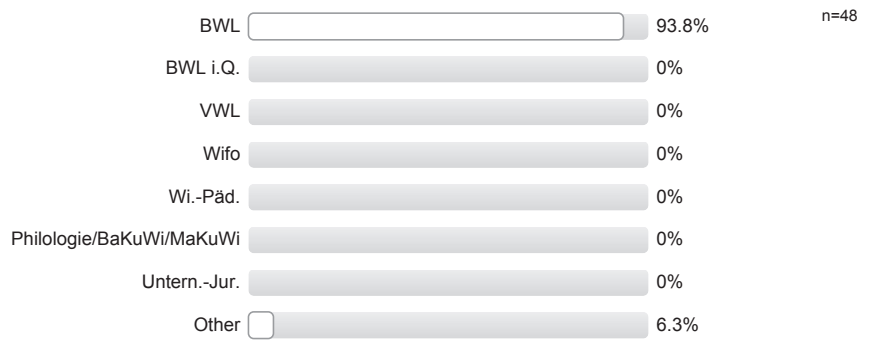 BWL 93.8% n=48
BWL i.Q. 0%
VWL 0%
Wifo 0%
Wi.-Päd. 0%
Philologie/BaKuWi/MaKuWi 0%
Untern.-Jur. 0%
Other 6.3%